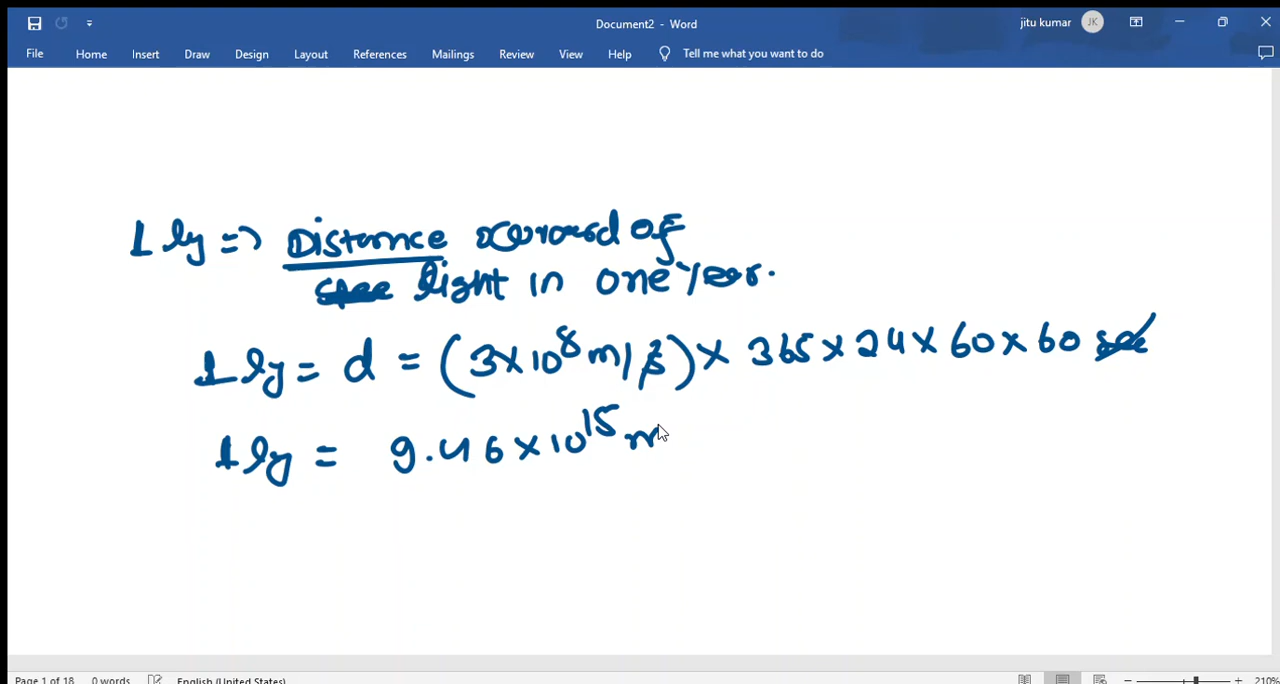 Document2 - Word
jitu kumar
JK
File Home Insert Draw Design Layout References Mailings Review View Help Tell me what you want to do
1 ly => Distance of
light in one year.
1 ly = d = (3×10⁸ m/s) × 365 × 24 × 60 × 60 sec
1 ly = 9.46 × 10¹⁵ m
Page 1 of 18 0 words English (United States) 210%